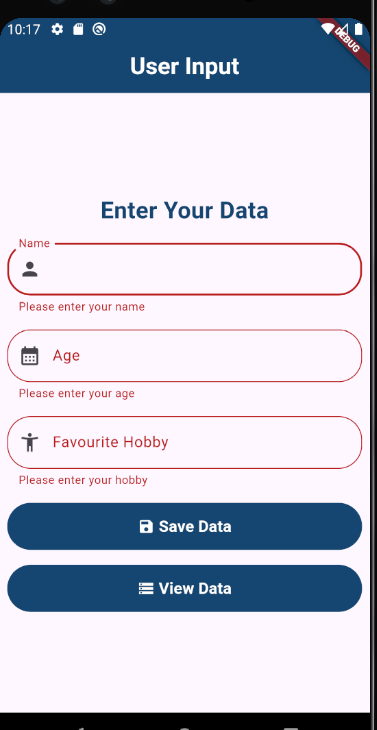 10:17
DEBUG
User Input
Enter Your Data
Name
Please enter your name
Age
Please enter your age
Favourite Hobby
Please enter your hobby
Save Data
View Data